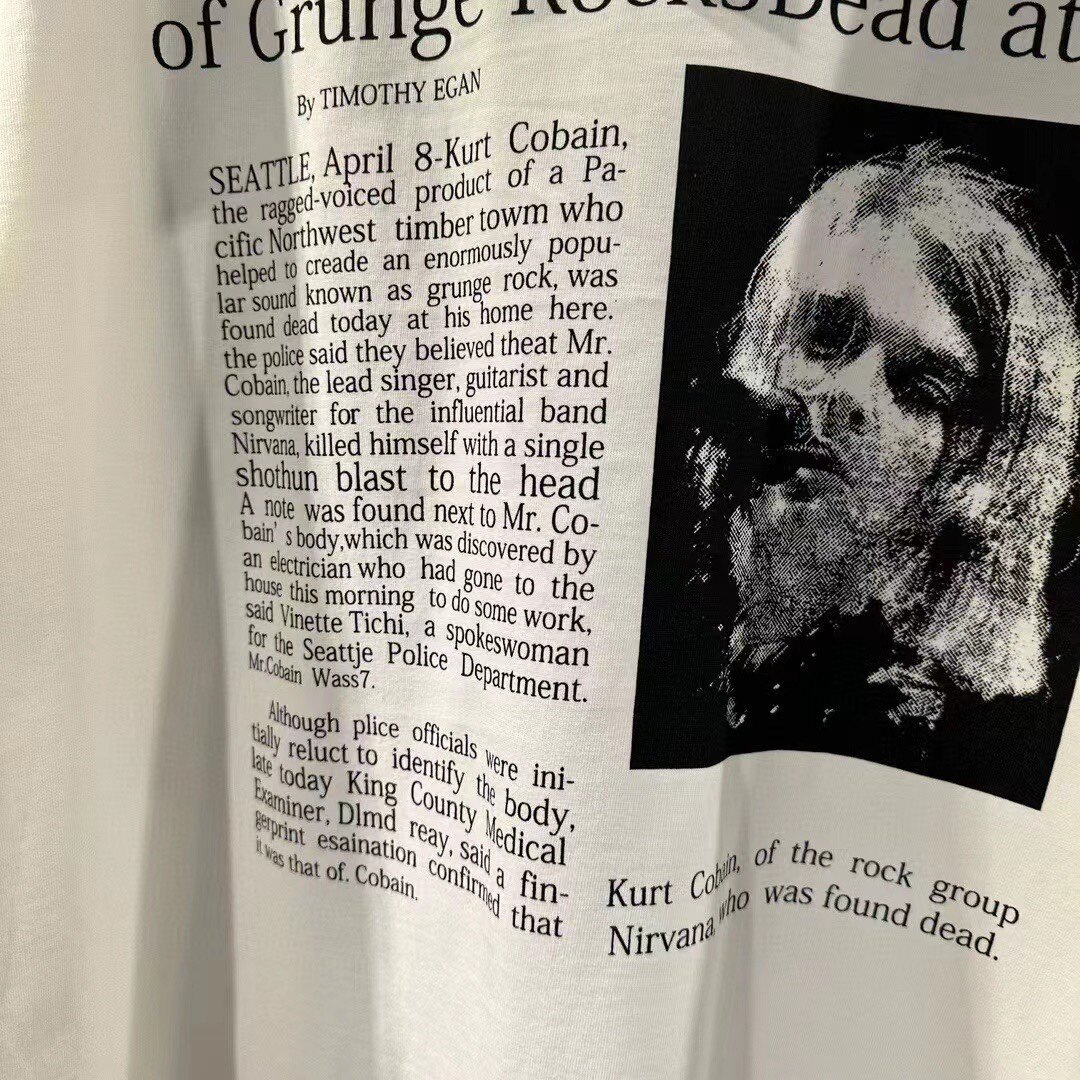 of Grunge Rocks Dead at
By TIMOTHY EGAN
SEATTLE, April 8-Kurt Cobain,
the ragged-voiced product of a Pa-
cific Northwest timber towm who
helped to creade an enormously popu-
lar sound known as grunge rock, was
found dead today at his home here.
the police said they believed theat Mr.
Cobain, the lead singer, guitarist and
songwriter for the influential band
Nirvana, killed himself with a single
shothun blast to the head
A note was found next to Mr. Co-
bain' s body,which was discovered by
an electrician who had gone to the
house this morning to do some work,
said Vinette Tichi, a spokeswoman
for the Seattje Police Department.
Mr.Cobain Wass7.
Although plice officials were ini-
tially reluct to identify the body,
late today King County Medical
Examiner, Dlmd reay, said a fin-
gerprint esaination confirmed that
it was that of. Cobain.
Kurt Cobain, of the rock group
Nirvana, who was found dead.